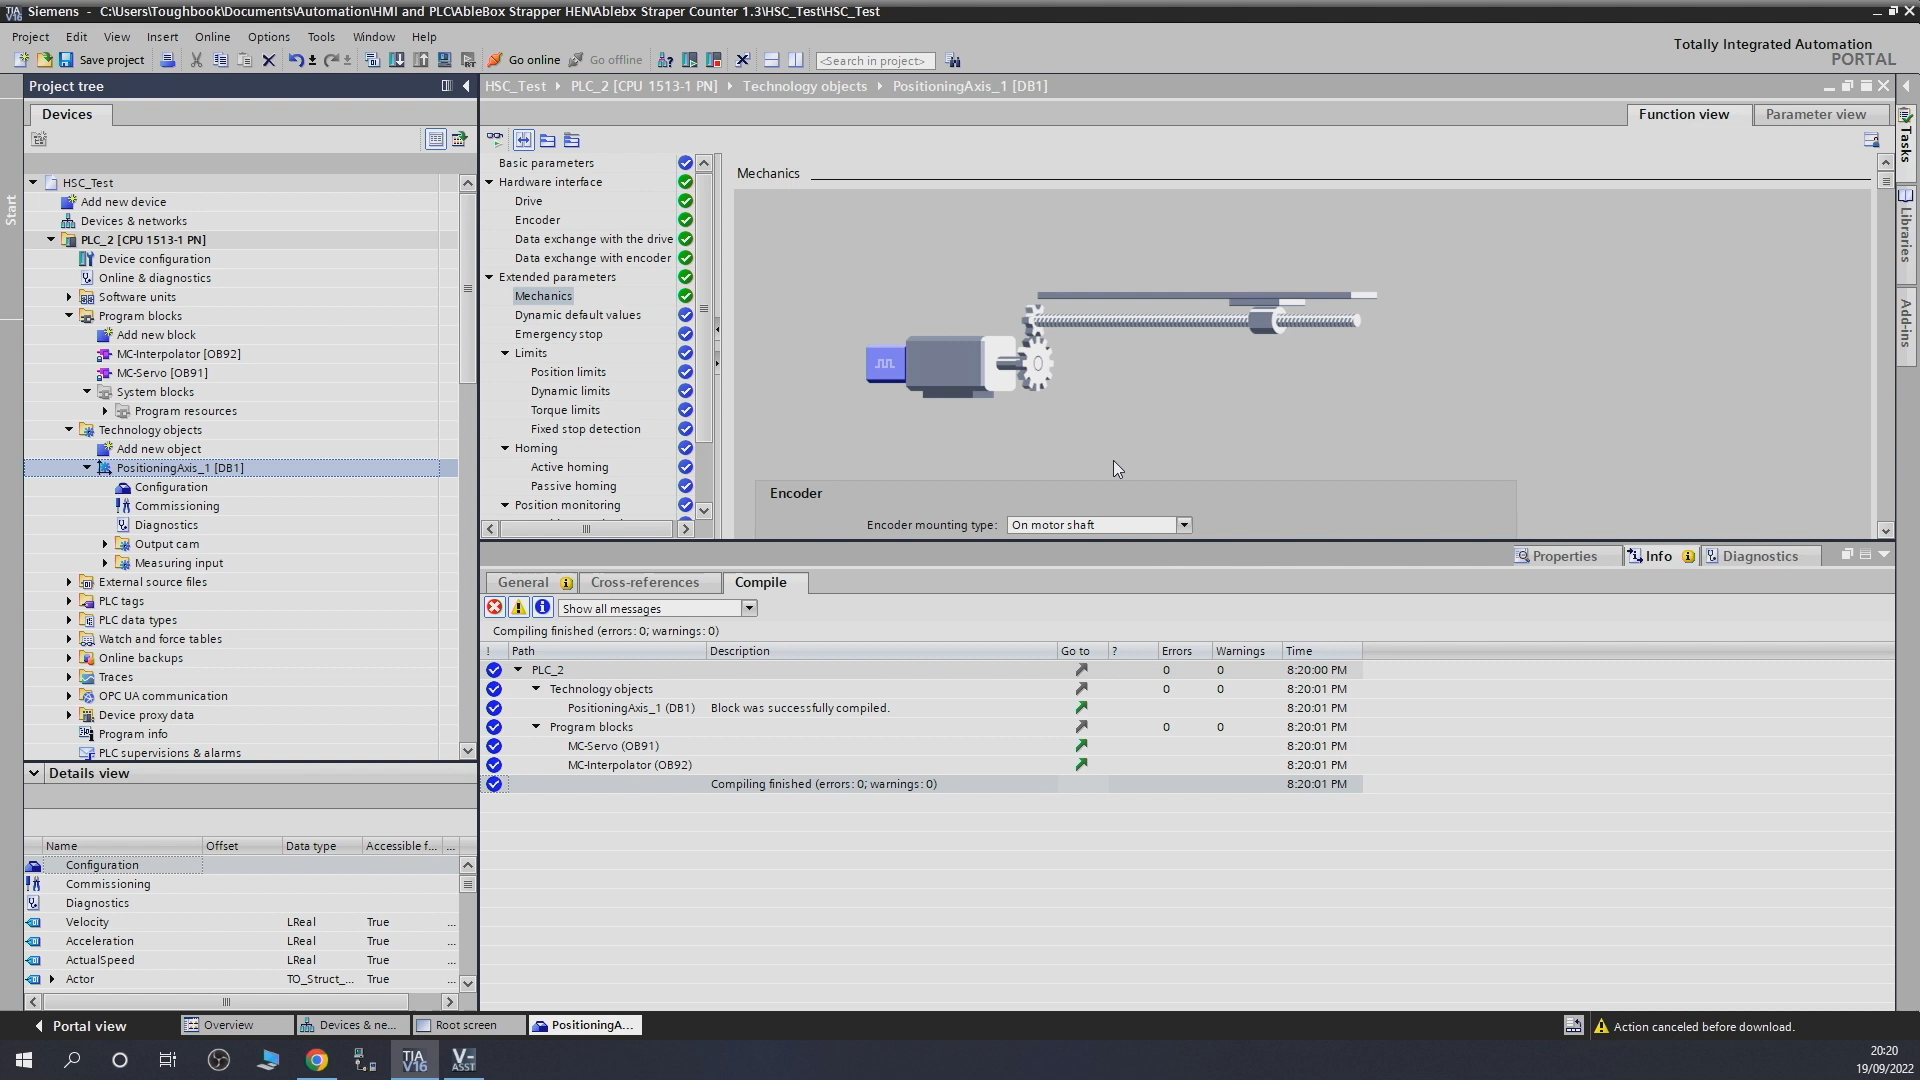 Siemens - C:\Users\Toughbook\Documents\Automation\HMI and PLC\AbleBox Strapper HEN\Ablebx Straper Counter 1.3\HSC_Test\HSC_Test
Project Edit View Insert Online Options Tools Window Help
Totally Integrated Automation
PORTAL
Save project
Go online
Go offline
<Search in project>
Project tree
HSC_Test
PLC_2 [CPU 1513-1 PN]
Technology objects
PositioningAxis_1 [DB1]
Devices
Function view
Parameter view
Start
HSC_Test
Add new device
Devices & networks
PLC_2 [CPU 1513-1 PN]
Device configuration
Online & diagnostics
Software units
Program blocks
Add new block
MC-Interpolator [OB92]
MC-Servo [OB91]
System blocks
Program resources
Technology objects
Add new object
PositioningAxis_1 [DB1]
Configuration
Commissioning
Diagnostics
Output cam
Measuring input
External source files
PLC tags
PLC data types
Watch and force tables
Online backups
Traces
OPC UA communication
Device proxy data
Program info
PLC supervisions & alarms
Basic parameters
Hardware interface
Drive
Encoder
Data exchange with the drive
Data exchange with encoder
Extended parameters
Mechanics
Dynamic default values
Emergency stop
Limits
Position limits
Dynamic limits
Torque limits
Fixed stop detection
Homing
Active homing
Passive homing
Position monitoring
Mechanics
Encoder
Encoder mounting type: On motor shaft
Tasks
Libraries
Add-ins
Properties
Info
Diagnostics
General
Cross-references
Compile
Show all messages
Compiling finished (errors: 0; warnings: 0)
! Path Description Go to ? Errors Warnings Time
PLC_2 0 0 8:20:00 PM
Technology objects 0 0 8:20:01 PM
PositioningAxis_1 (DB1) Block was successfully compiled. 8:20:01 PM
Program blocks 0 0 8:20:01 PM
MC-Servo (OB91) 8:20:01 PM
MC-Interpolator (OB92) 8:20:01 PM
Compiling finished (errors: 0; warnings: 0) 8:20:01 PM
Details view
Name Offset Data type Accessible f... ...
Configuration
Commissioning
Diagnostics
Velocity LReal True ...
Acceleration LReal True ...
ActualSpeed LReal True ...
Actor TO_Struct_... True ...
Portal view
Overview
Devices & ne...
Root screen
PositioningA...
Action canceled before download.
TIA
V16
V-
ASST
20:20
19/09/2022